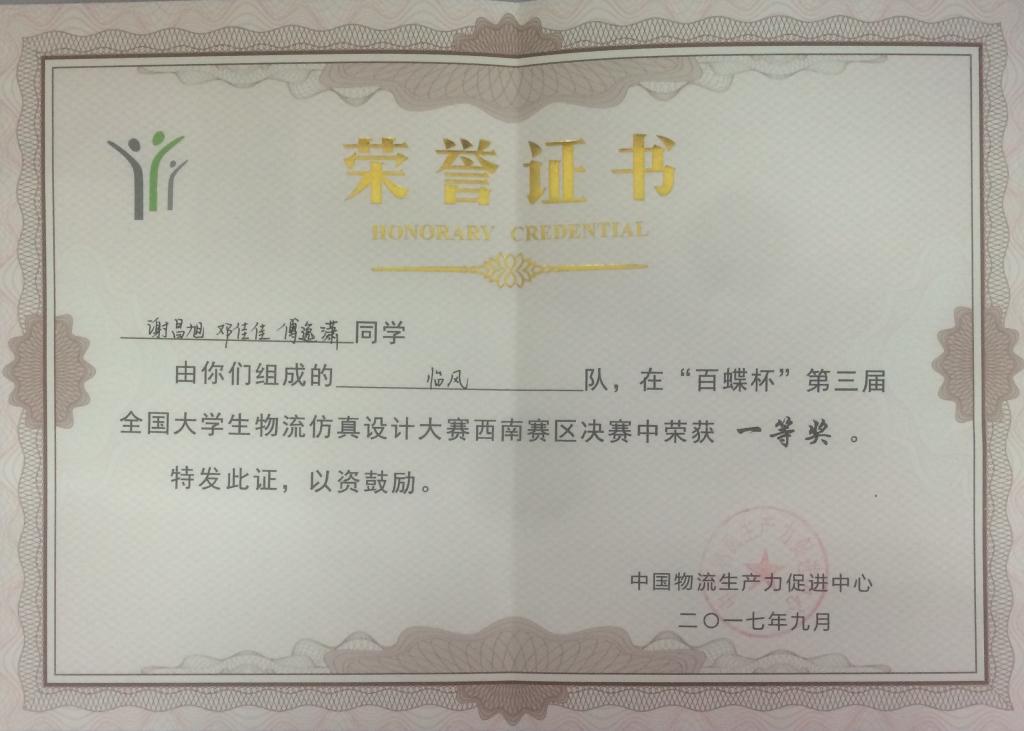 荣誉证书
HONORARY CREDENTIAL
谢昌旭 邓佳佳 傅逸潇同学
由你们组成的临风队，在“百蝶杯”第三届
全国大学生物流仿真设计大赛西南赛区决赛中荣获 一等奖 。
特发此证，以资鼓励。
中国物流生产力促进中心
二〇一七年九月